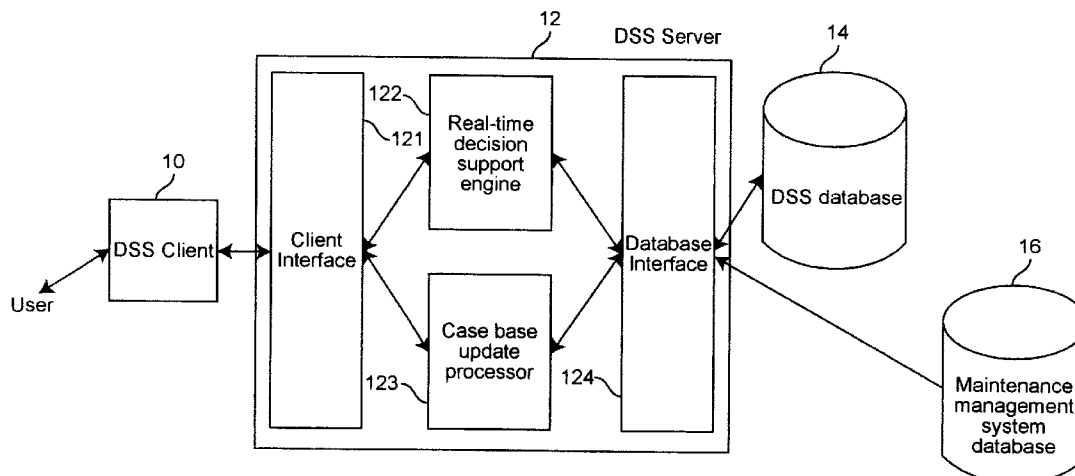 12
DSS Server
14
122
121
Real-time
decision
support
engine
10
DSS Client
User
Client
Interface
Database
Interface
DSS database
16
Case base
update
processor
123
124
Maintenance
management
system
database